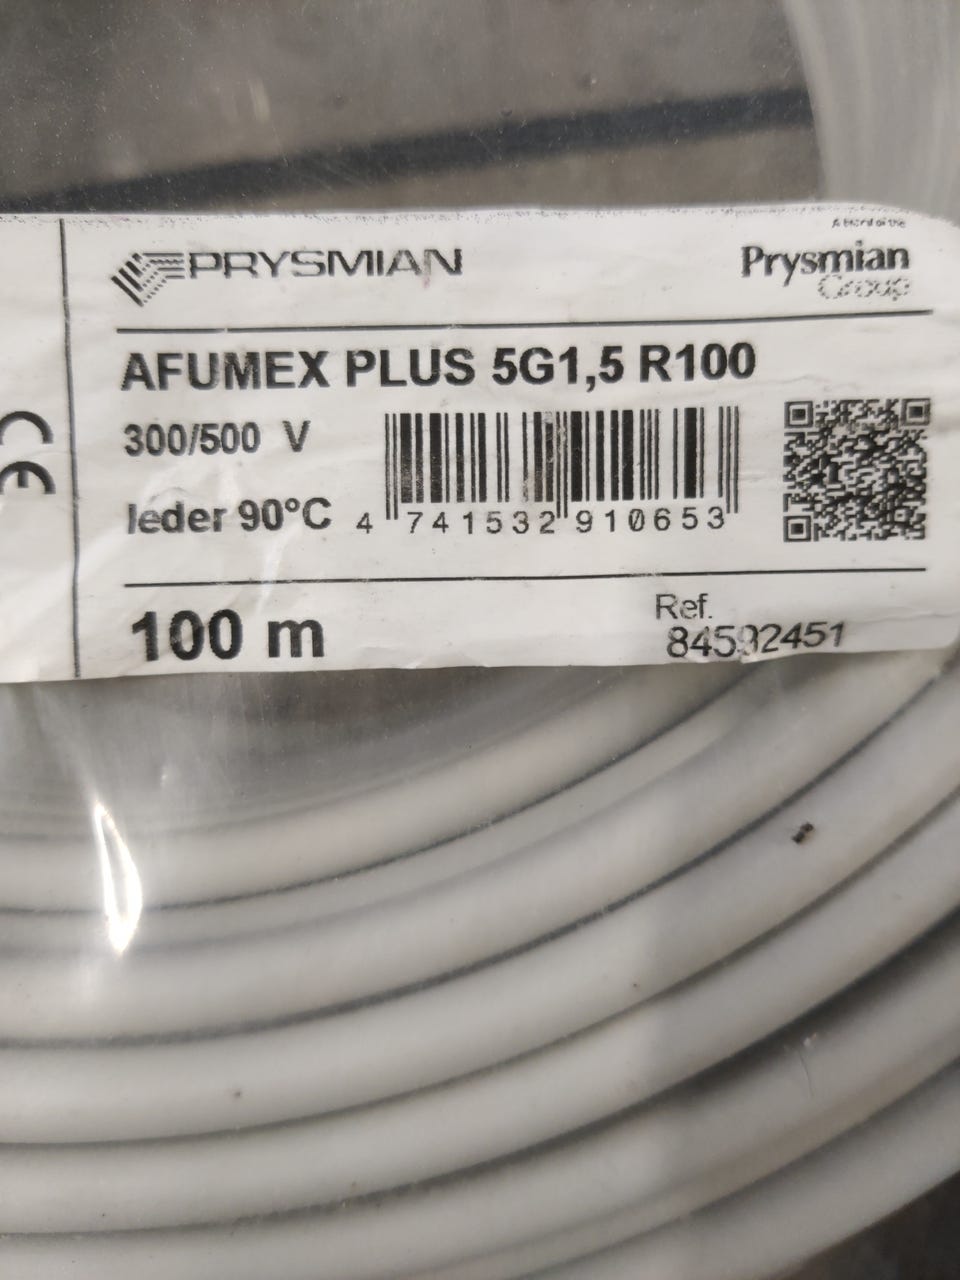 PRYSMIAN
A brand of the
Prysmian
Group
AFUMEX PLUS 5G1,5 R100
300/500 V
CE
leder 90°C
4 741532 910653
100 m
Ref.
84592451